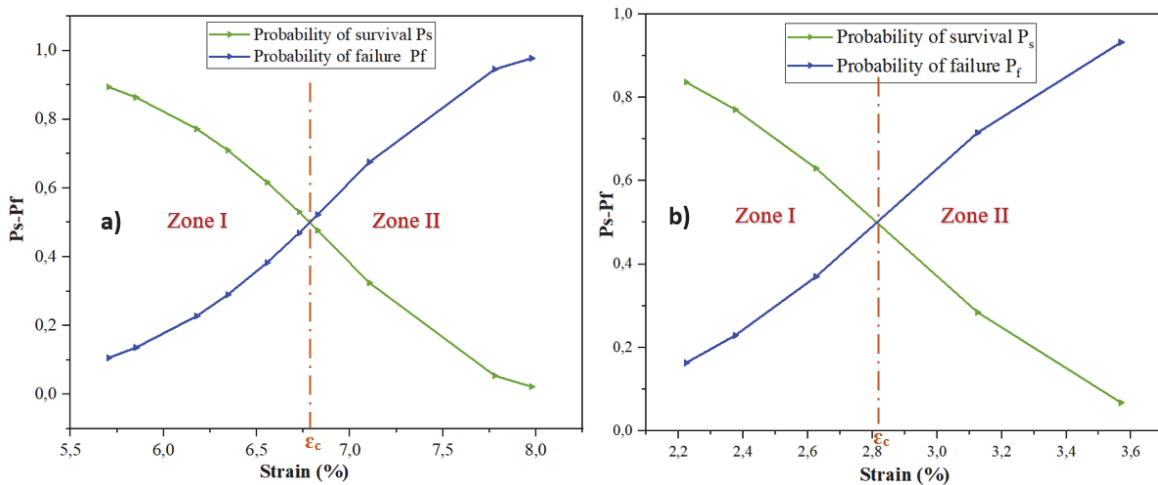 Probability of survival Ps
Probability of failure Pf
1,0
0,8
0,6
0,4
0,2
0,0
Ps-Pf
a)
Zone I
Zone II
5,5
6,0
6,5
7,0
7,5
8,0
εc
Strain (%)
Probability of survival Ps
Probability of failure Pf
1,0
0,8
0,6
0,4
0,2
0,0
Ps-Pf
b)
Zone I
Zone II
2,2
2,4
2,6
2,8
3,0
3,2
3,4
3,6
εc
Strain (%)